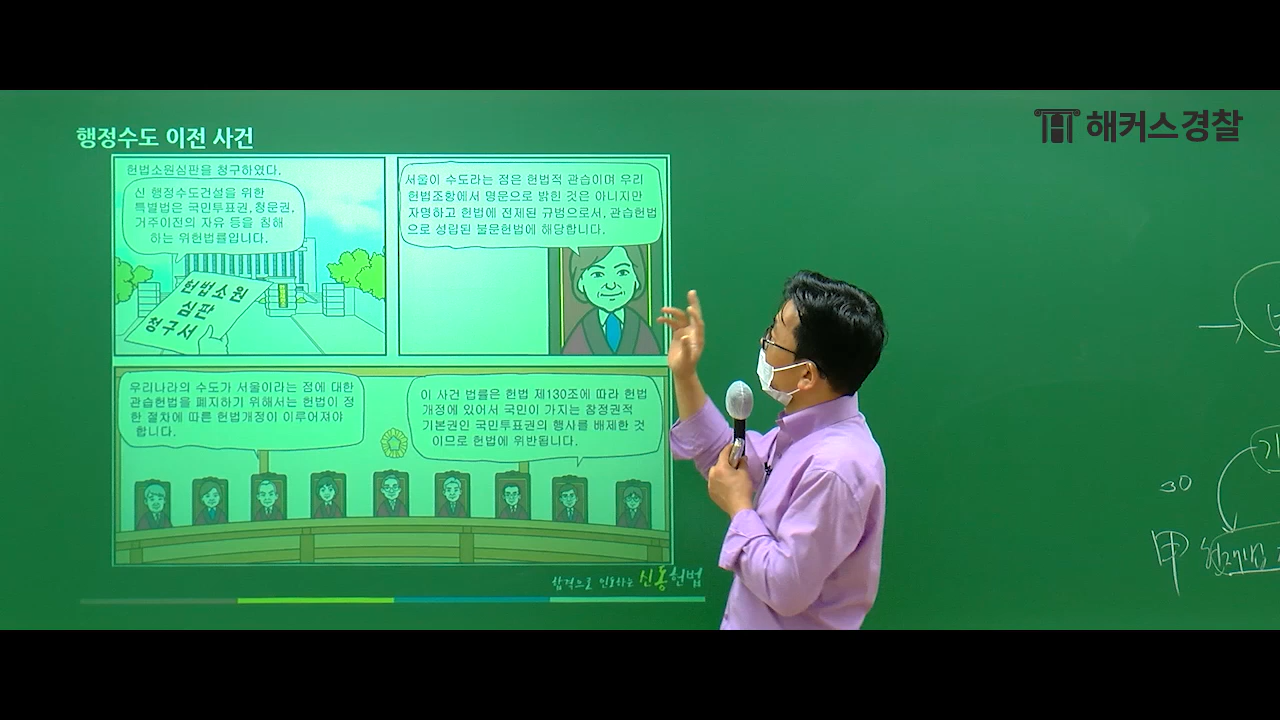 해커스경찰
행정수도 이전 사건
헌법소원심판을 청구하였다.
신 행정수도건설을 위한
특별법은 국민투표권, 청문권,
거주이전의 자유 등을 침해
하는 위헌법률입니다.
헌법소원
심판
청구서
서울이 수도라는 점은 헌법적 관습이며 우리
헌법조항에서 명문으로 밝힌 것은 아니지만
자명하고 헌법에 전제된 규범으로서, 관습헌법
으로 성립된 불문헌법에 해당합니다.
우리나라의 수도가 서울이라는 점에 대한
관습헌법을 폐지하기 위해서는 헌법이 정
한 절차에 따른 헌법개정이 이루어져야
합니다.
이 사건 법률은 헌법 제130조에 따라 헌법
개정에 있어서 국민이 가지는 참정권적
기본권인 국민투표권의 행사를 배제한 것
이므로 헌법에 위반됩니다.
합격으로 인도하는 신동헌법
30
甲